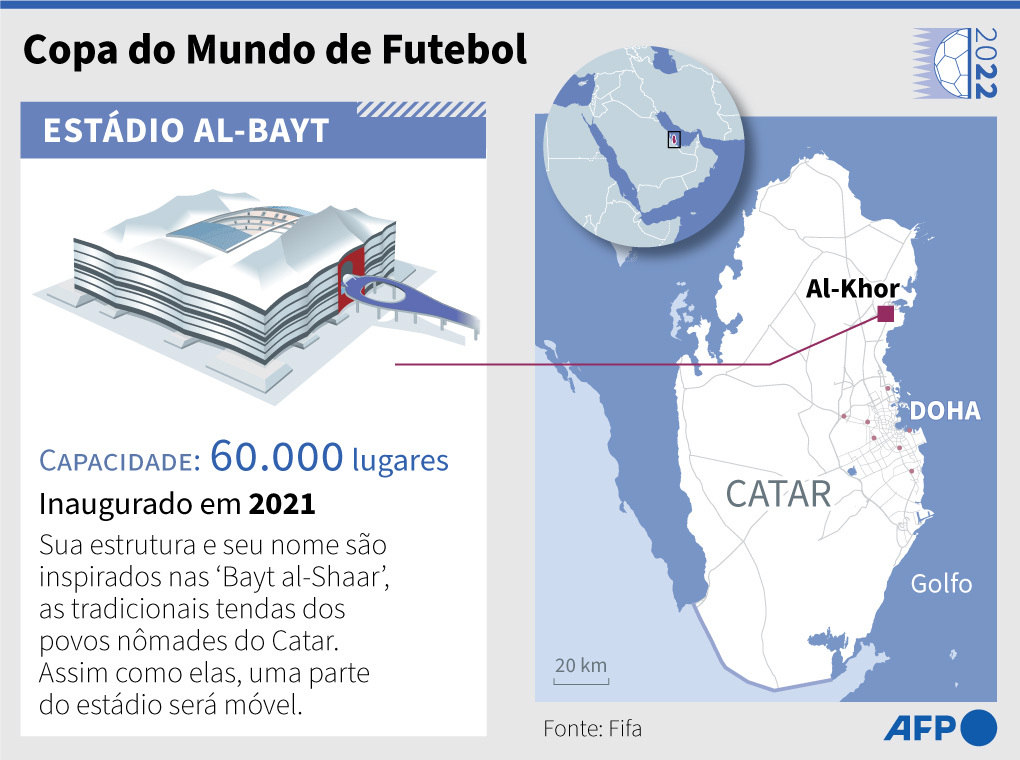 Copa do Mundo de Futebol
2022
ESTÁDIO AL-BAYT
CAPACIDADE: 60.000 lugares
Inaugurado em 2021
Sua estrutura e seu nome são
inspirados nas ‘Bayt al-Shaar’,
as tradicionais tendas dos
povos nômades do Catar.
Assim como elas, uma parte
do estádio será móvel.
Al-Khor
DOHA
CATAR
Golfo
20 km
Fonte: Fifa
AFP